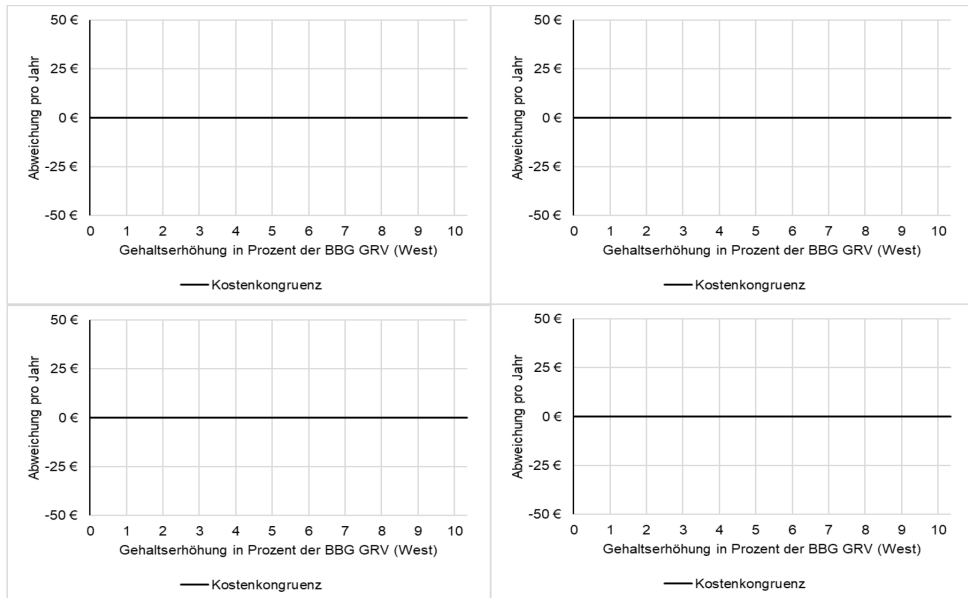 50 €
25 €
0 €
-25 €
-50 €
Abweichung pro Jahr
0 1 2 3 4 5 6 7 8 9 10
Gehaltserhöhung in Prozent der BBG GRV (West)
Kostenkongruenz
50 €
25 €
0 €
-25 €
-50 €
Abweichung pro Jahr
0 1 2 3 4 5 6 7 8 9 10
Gehaltserhöhung in Prozent der BBG GRV (West)
Kostenkongruenz
50 €
25 €
0 €
-25 €
-50 €
Abweichung pro Jahr
0 1 2 3 4 5 6 7 8 9 10
Gehaltserhöhung in Prozent der BBG GRV (West)
Kostenkongruenz
50 €
25 €
0 €
-25 €
-50 €
Abweichung pro Jahr
0 1 2 3 4 5 6 7 8 9 10
Gehaltserhöhung in Prozent der BBG GRV (West)
Kostenkongruenz